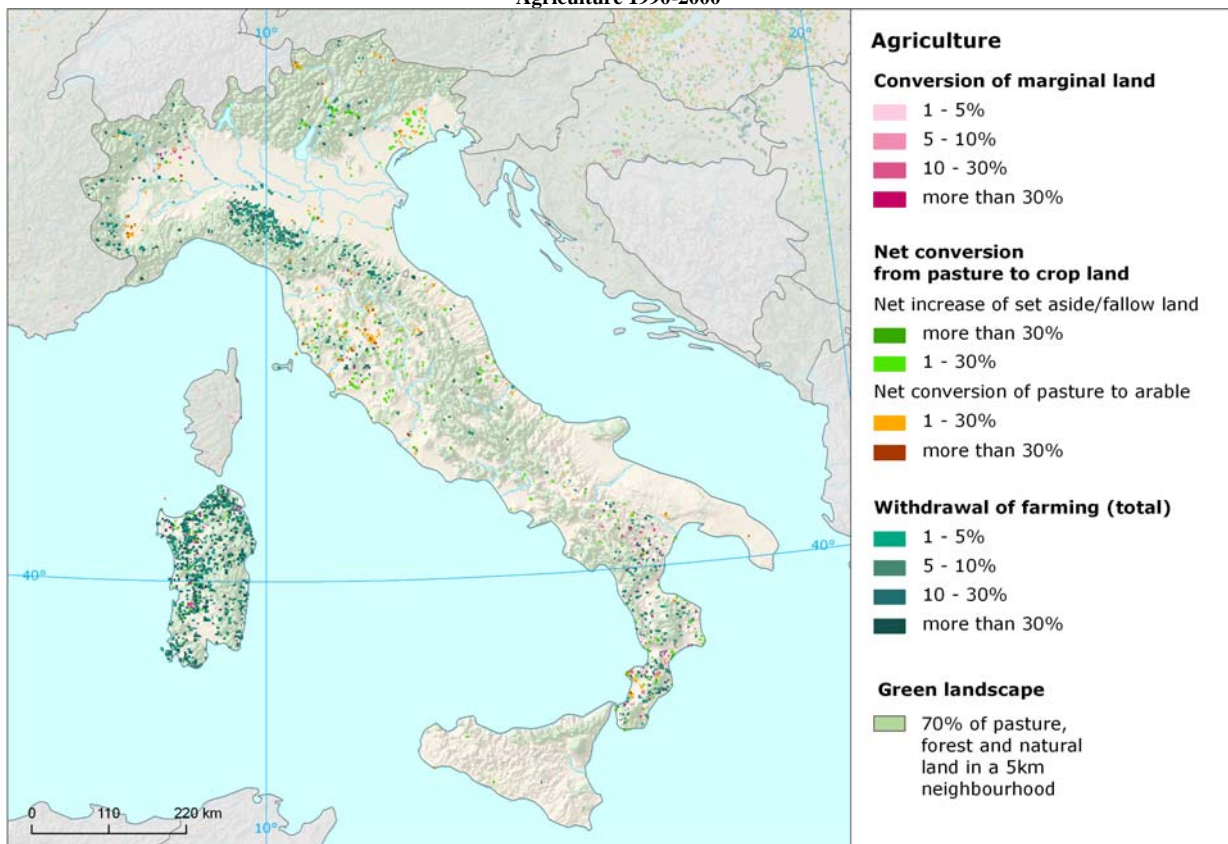 Agriculture 1990-2000
10°
20°
40°
40°
10°
0 110 220 km
Agriculture
Conversion of marginal land
1 - 5%
5 - 10%
10 - 30%
more than 30%
Net conversion
from pasture to crop land
Net increase of set aside/fallow land
more than 30%
1 - 30%
Net conversion of pasture to arable
1 - 30%
more than 30%
Withdrawal of farming (total)
1 - 5%
5 - 10%
10 - 30%
more than 30%
Green landscape
70% of pasture,
forest and natural
land in a 5km
neighbourhood